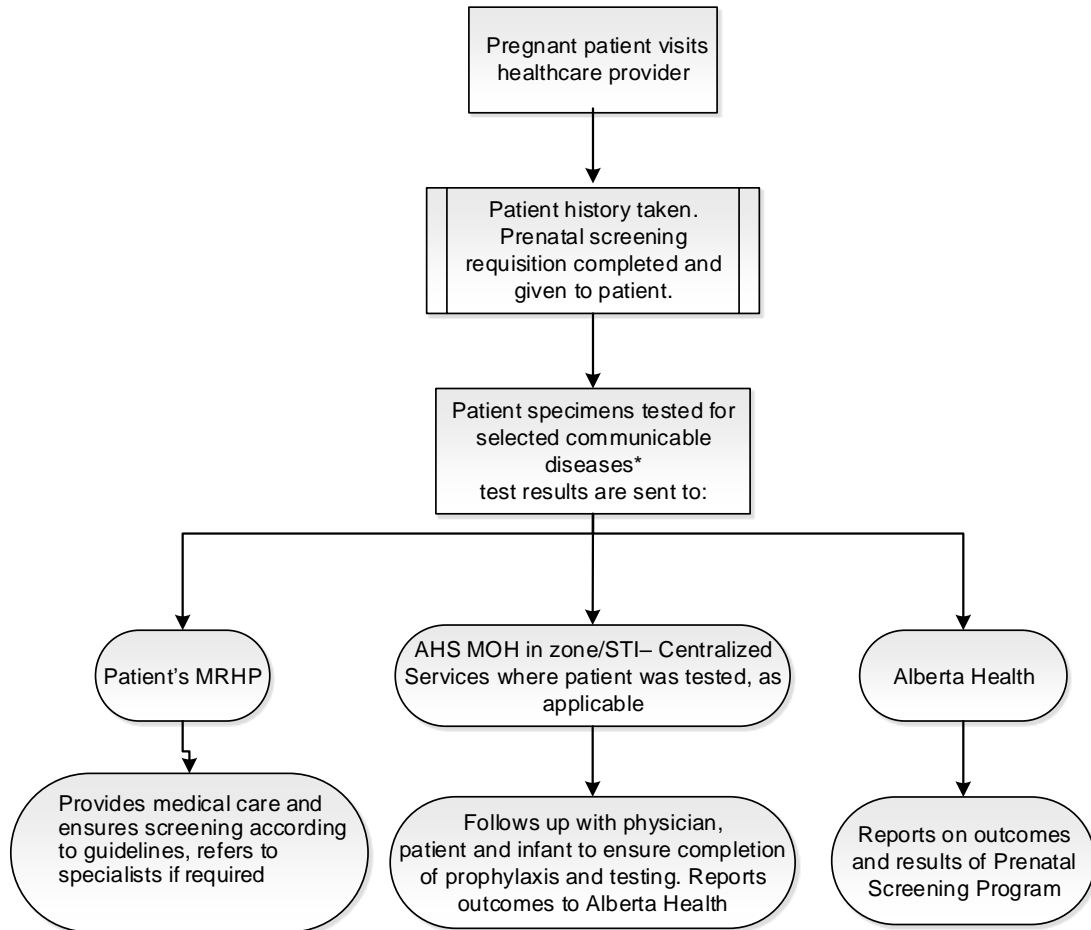 Pregnant patient visits
healthcare provider
Patient history taken.
Prenatal screening
requisition completed and
given to patient.
Patient specimens tested for
selected communicable
diseases*
test results are sent to:
Patient's MRHP
AHS MOH in zone/STI– Centralized
Services where patient was tested, as
applicable
Alberta Health
Provides medical care and
ensures screening according
to guidelines, refers to
specialists if required
Follows up with physician,
patient and infant to ensure completion
of prophylaxis and testing. Reports
outcomes to Alberta Health
Reports on outcomes
and results of Prenatal
Screening Program